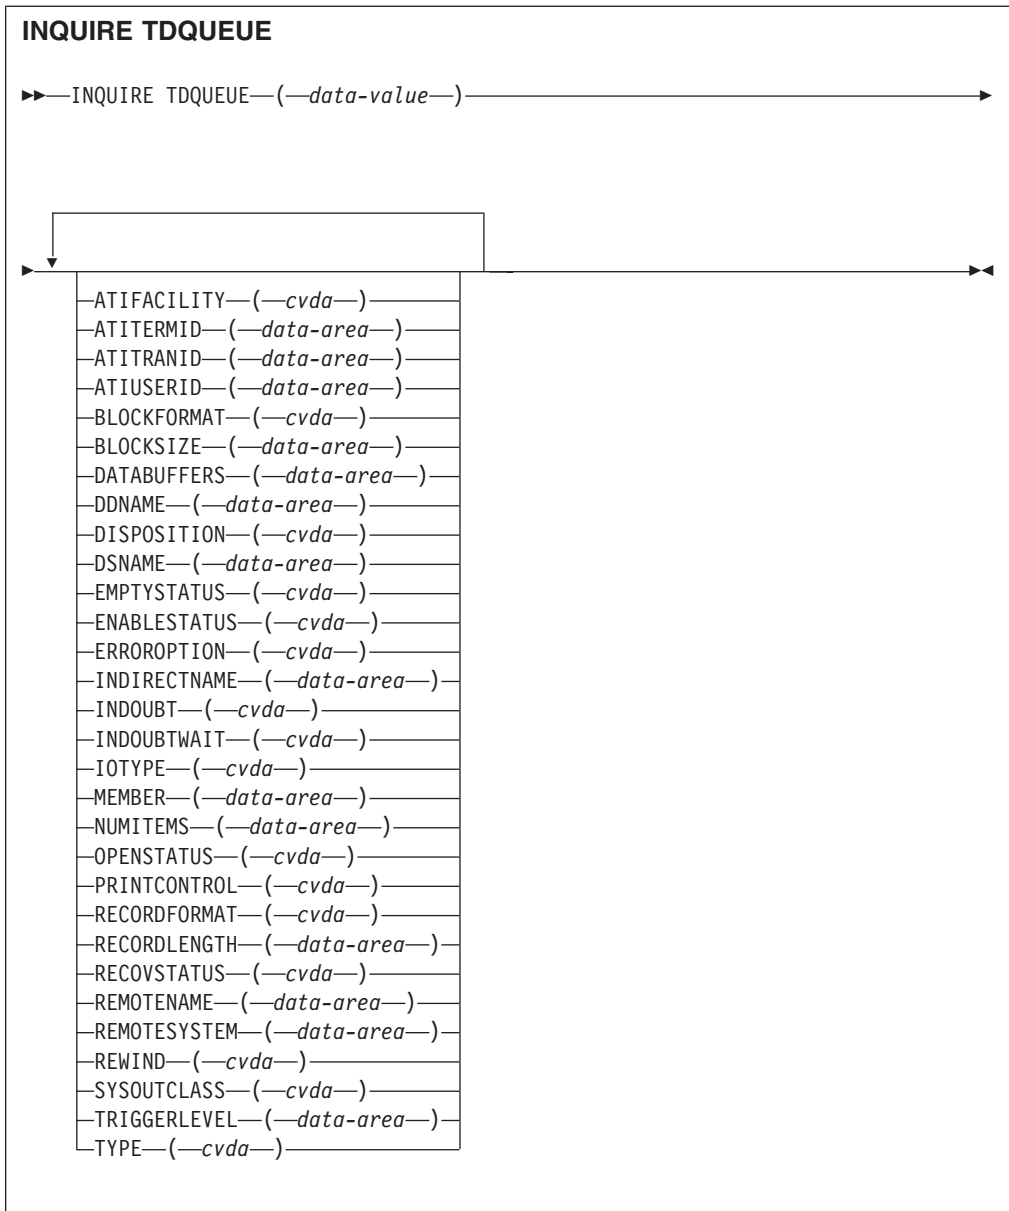 INQUIRE TDQUEUE
INQUIRE TDQUEUE ( data-value )
ATIFACILITY ( cvda )
ATITERMID ( data-area )
ATITRANID ( data-area )
ATIUSERID ( data-area )
BLOCKFORMAT ( cvda )
BLOCKSIZE ( data-area )
DATABUFFERS ( data-area )
DDNAME ( data-area )
DISPOSITION ( cvda )
DSNAME ( data-area )
EMPTYSTATUS ( cvda )
ENABLESTATUS ( cvda )
ERROROPTION ( cvda )
INDIRECTNAME ( data-area )
INDOUBT ( cvda )
INDOUBTWAIT ( cvda )
IOTYPE ( cvda )
MEMBER ( data-area )
NUMITEMS ( data-area )
OPENSTATUS ( cvda )
PRINTCONTROL ( cvda )
RECORDFORMAT ( cvda )
RECORDLENGTH ( data-area )
RECOVSTATUS ( cvda )
REMOTENAME ( data-area )
REMOTESYSTEM ( data-area )
REWIND ( cvda )
SYSOUTCLASS ( cvda )
TRIGGERLEVEL ( data-area )
TYPE ( cvda )